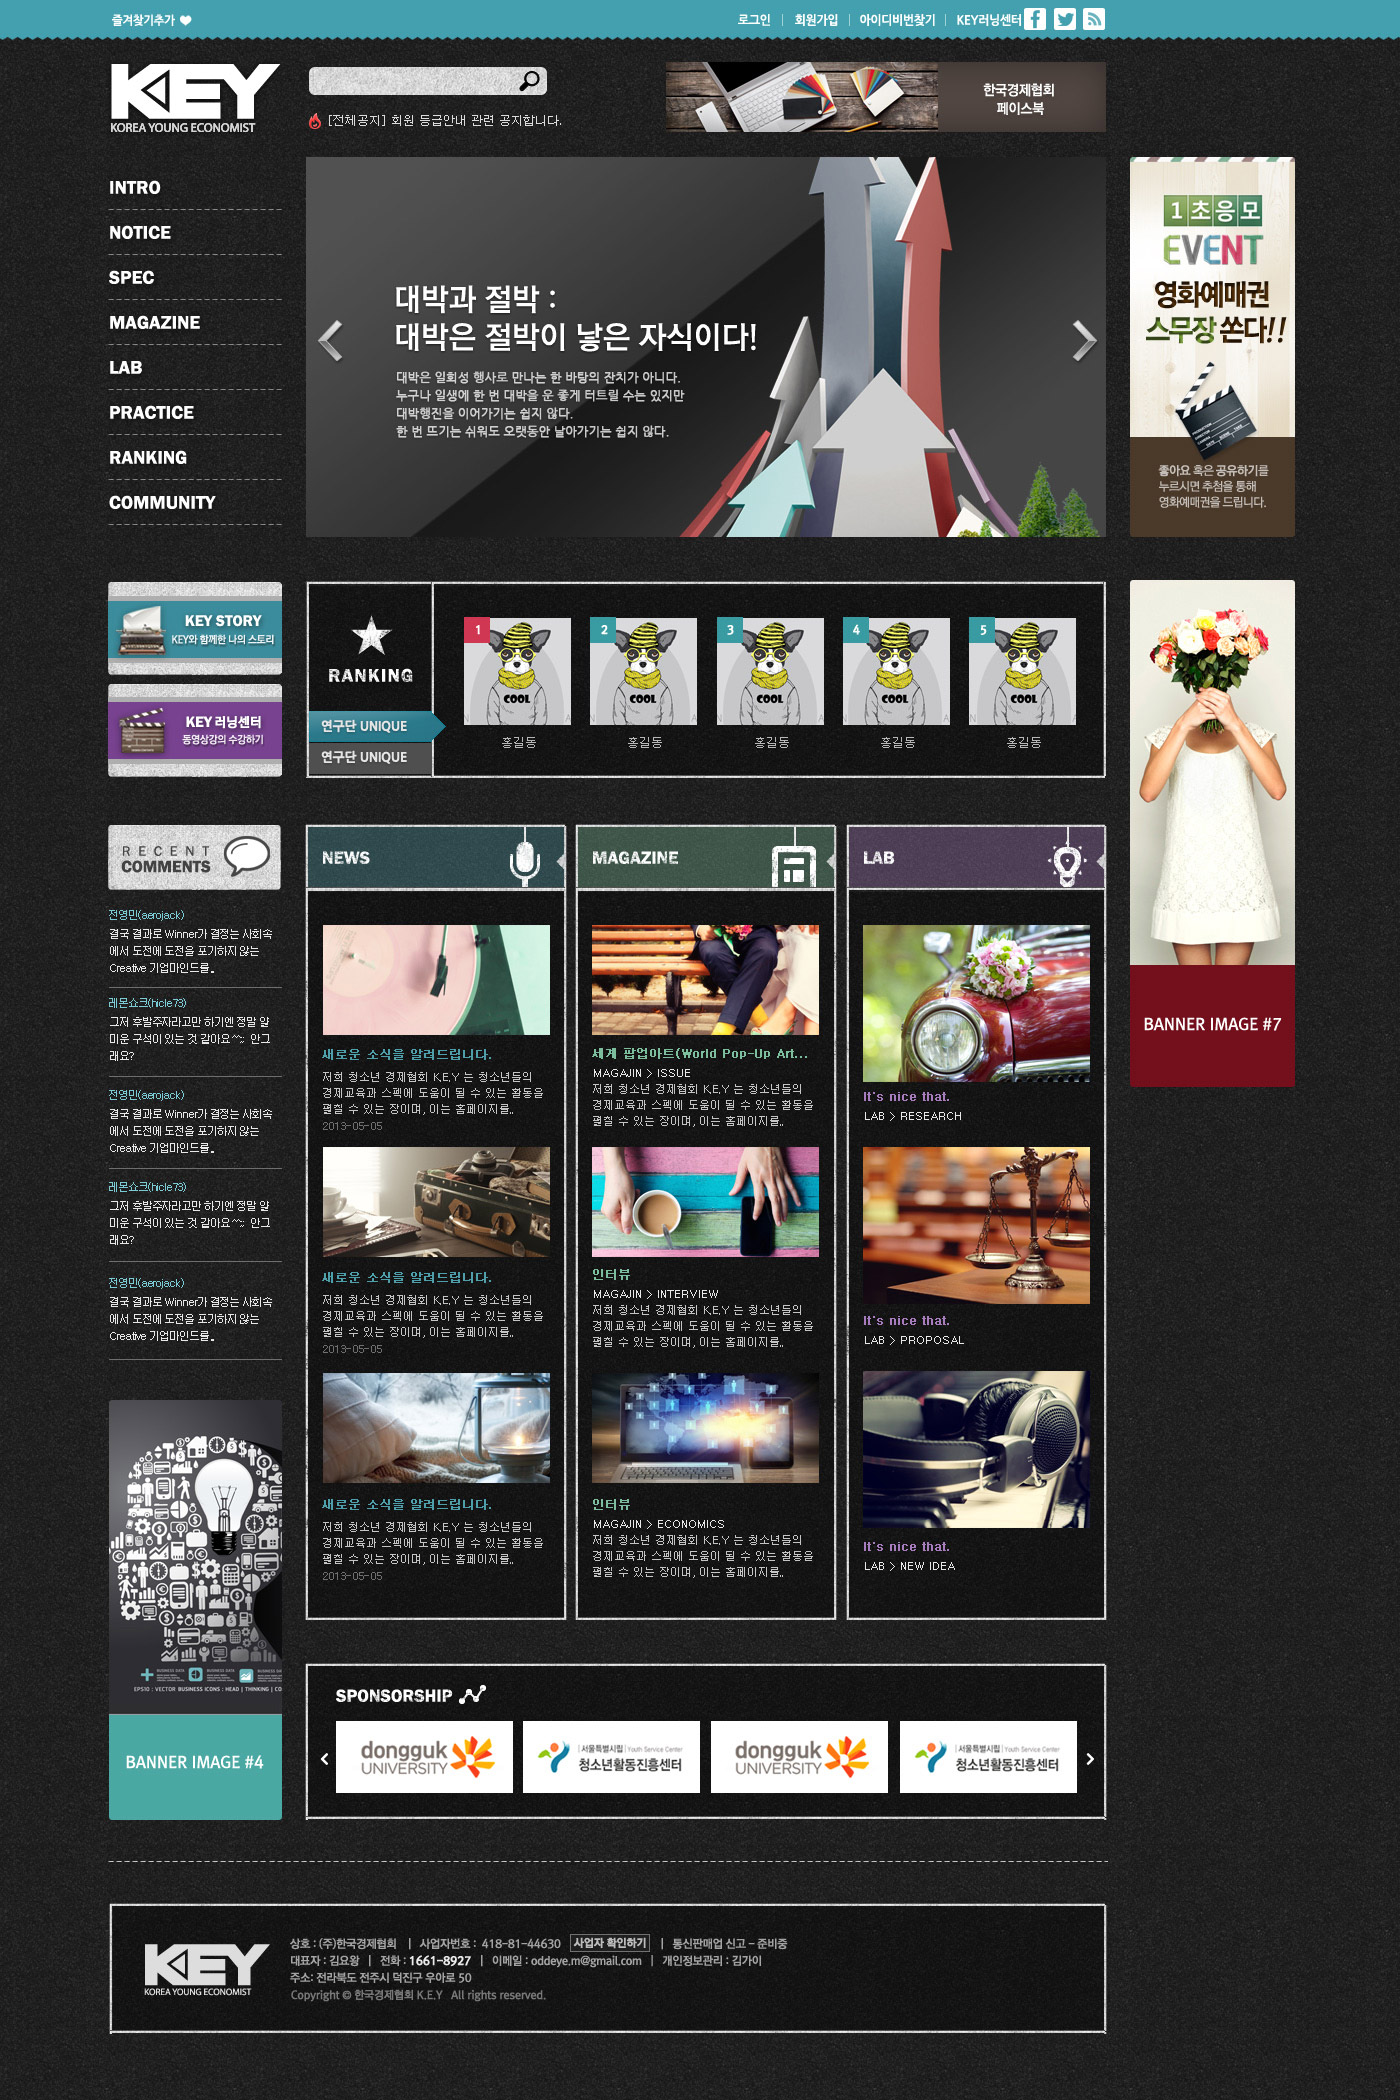 즐겨찾기추가
로그인 | 회원가입 | 아이디비번찾기 | KEY러닝센터
KEY
KOREA YOUNG ECONOMIST
[전체공지] 회원 등급안내 관련 공지합니다.
한국경제협회
페이스북
INTRO
NOTICE
SPEC
MAGAZINE
LAB
PRACTICE
RANKING
COMMUNITY
대박과 절박 :
대박은 절박이 낳은 자식이다!
대박은 일회성 행사로 만나는 한 바탕의 잔치가 아니다.
누구나 일생에 한 번 대박을 운 좋게 터트릴 수는 있지만
대박행진을 이어가기는 쉽지 않다.
한 번 뜨기는 쉬워도 오랫동안 날아가기는 쉽지 않다.
1초응모
EVENT
영화예매권
스무장 쏜다!!
좋아요 혹은 공유하기를
누르시면 추첨을 통해
영화예매권을 드립니다.
KEY STORY
KEY와 함께한 나의 스토리
KEY 러닝센터
동영상강의 수강하기
RANKING
연구단 UNIQUE
연구단 UNIQUE
1
COOL
홍길동
2
COOL
홍길동
3
COOL
홍길동
4
COOL
홍길동
5
COOL
홍길동
BANNER IMAGE #7
RECENT
COMMENTS
전영민(aerojack)
결국 결과로 Winner가 결정는 사회속
에서 도전에 도전을 포기하지 않는
Creative 기업마인드를..
레몬쇼크(hicle73)
그저 후발주자라고만 하기엔 정말 얄
미운 구석이 있는 것 같아요^^;; 안그
래요?
전영민(aerojack)
결국 결과로 Winner가 결정는 사회속
에서 도전에 도전을 포기하지 않는
Creative 기업마인드를..
레몬쇼크(hicle73)
그저 후발주자라고만 하기엔 정말 얄
미운 구석이 있는 것 같아요^^;; 안그
래요?
전영민(aerojack)
결국 결과로 Winner가 결정는 사회속
에서 도전에 도전을 포기하지 않는
Creative 기업마인드를..
EPS10 : VECTOR BUSINESS ICONS : HEAD | THINKING | CO
BANNER IMAGE #4
NEWS
새로운 소식을 알려드립니다.
저희 청소년 경제협회 K.E.Y 는 청소년들의
경제교육과 스펙에 도움이 될 수 있는 활동을
펼칠 수 있는 장이며, 이는 홈페이지를..
2013-05-05
새로운 소식을 알려드립니다.
저희 청소년 경제협회 K.E.Y 는 청소년들의
경제교육과 스펙에 도움이 될 수 있는 활동을
펼칠 수 있는 장이며, 이는 홈페이지를..
2013-05-05
새로운 소식을 알려드립니다.
저희 청소년 경제협회 K.E.Y 는 청소년들의
경제교육과 스펙에 도움이 될 수 있는 활동을
펼칠 수 있는 장이며, 이는 홈페이지를..
2013-05-05
MAGAZINE
세계 팝업아트(World Pop-Up Art...
MAGAJIN > ISSUE
저희 청소년 경제협회 K.E.Y 는 청소년들의
경제교육과 스펙에 도움이 될 수 있는 활동을
펼칠 수 있는 장이며, 이는 홈페이지를..
인터뷰
MAGAJIN > INTERVIEW
저희 청소년 경제협회 K.E.Y 는 청소년들의
경제교육과 스펙에 도움이 될 수 있는 활동을
펼칠 수 있는 장이며, 이는 홈페이지를..
인터뷰
MAGAJIN > ECONOMICS
저희 청소년 경제협회 K.E.Y 는 청소년들의
경제교육과 스펙에 도움이 될 수 있는 활동을
펼칠 수 있는 장이며, 이는 홈페이지를..
LAB
It's nice that.
LAB > RESEARCH
It's nice that.
LAB > PROPOSAL
It's nice that.
LAB > NEW IDEA
SPONSORSHIP
dongguk
UNIVERSITY
서울특별시립 | Youth Service Center
청소년활동진흥센터
dongguk
UNIVERSITY
서울특별시립 | Youth Service Center
청소년활동진흥센터
KEY
KOREA YOUNG ECONOMIST
상호 : (주)한국경제협회 | 사업자번호 : 418-81-44630 사업자 확인하기 | 통신판매업 신고 - 준비중
대표자 : 김요왕 | 전화 : 1661-8927 | 이메일 : oddeye.m@gmail.com | 개인정보관리 : 김가이
주소: 전라북도 전주시 덕진구 우아로 50
Copyright © 한국경제협회 K.E.Y All rights reserved.